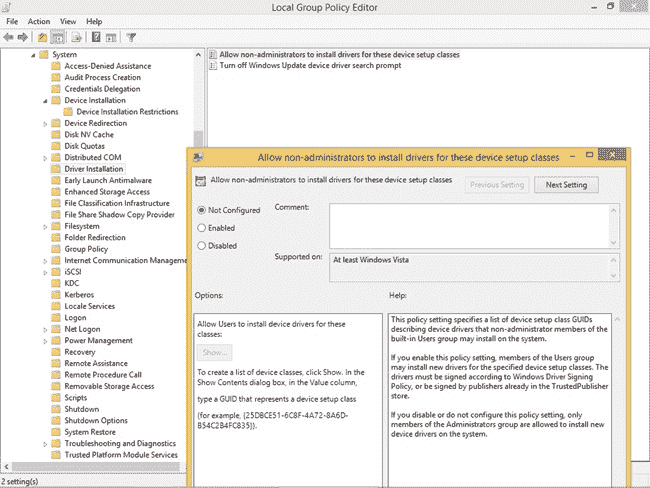 Local Group Policy Editor
File Action View Help
System
Access-Denied Assistance
Audit Process Creation
Credentials Delegation
Device Installation
Device Installation Restrictions
Device Redirection
Disk NV Cache
Disk Quotas
Distributed COM
Driver Installation
Early Launch Antimalware
Enhanced Storage Access
File Classification Infrastructure
File Share Shadow Copy Provider
Filesystem
Folder Redirection
Group Policy
Internet Communication Manageme
iSCSI
KDC
Kerberos
Locale Services
Logon
Net Logon
Power Management
Recovery
Remote Assistance
Remote Procedure Call
Removable Storage Access
Scripts
Shutdown
Shutdown Options
System Restore
Troubleshooting and Diagnostics
Trusted Platform Module Services
2 setting(s)
Allow non-administrators to install drivers for these device setup classes
Turn off Windows Update device driver search prompt
Allow non-administrators to install drivers for these device setup classes
Allow non-administrators to install drivers for these device setup classes
Previous Setting Next Setting
Not Configured
Enabled
Disabled
Comment:
Supported on:
At least Windows Vista
Options:
Allow Users to install device drivers for these
classes:
Show...
To create a list of device classes, click Show. In the
Show Contents dialog box, in the Value column,
type a GUID that represents a device setup class
(for example, {25DBCE51-6C8F-4A72-8A6D-
B54C2B4FC835}).
Help:
This policy setting specifies a list of device setup class GUIDs
describing device drivers that non-administrator members of the
built-in Users group may install on the system.
If you enable this policy setting, members of the Users group
may install new drivers for the specified device setup classes. The
drivers must be signed according to Windows Driver Signing
Policy, or be signed by publishers already in the TrustedPublisher
store.
If you disable or do not configure this policy setting, only
members of the Administrators group are allowed to install new
device drivers on the system.